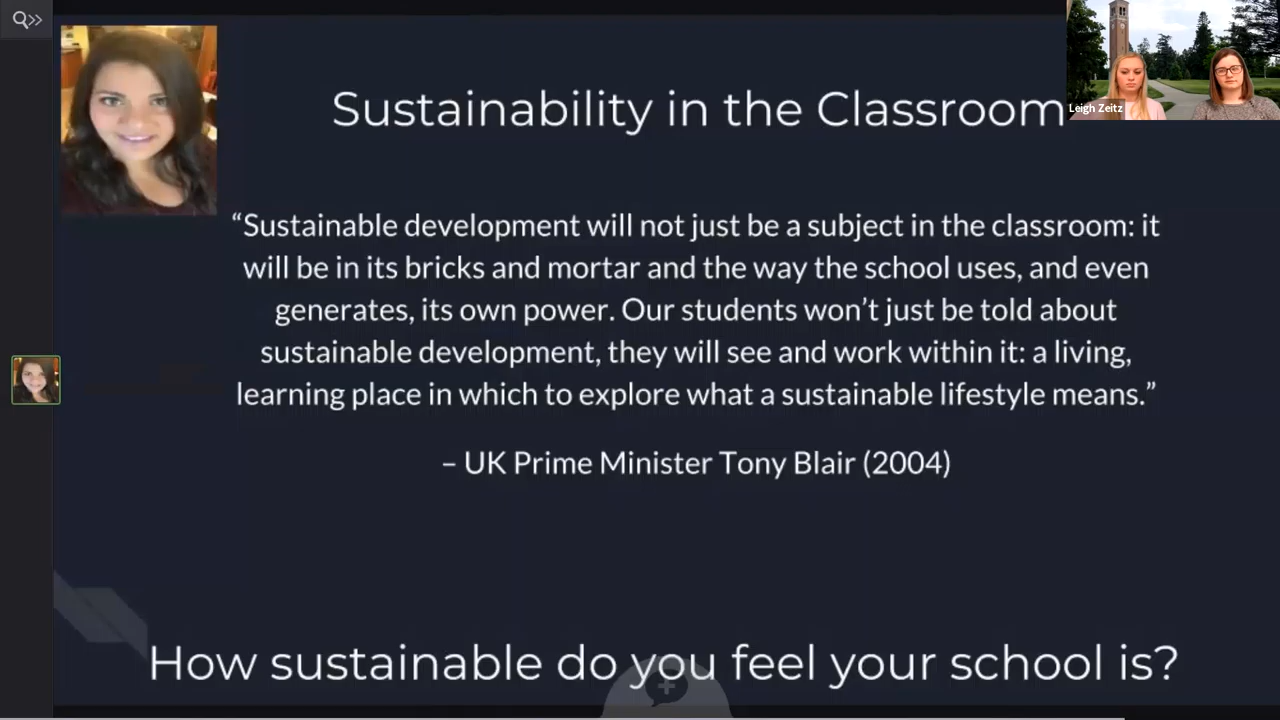 Sustainability in the Classroom
Leigh Zeitz
“Sustainable development will not just be a subject in the classroom: it
will be in its bricks and mortar and the way the school uses, and even
generates, its own power. Our students won’t just be told about
sustainable development, they will see and work within it: a living,
learning place in which to explore what a sustainable lifestyle means.”
– UK Prime Minister Tony Blair (2004)
How sustainable do you feel your school is?